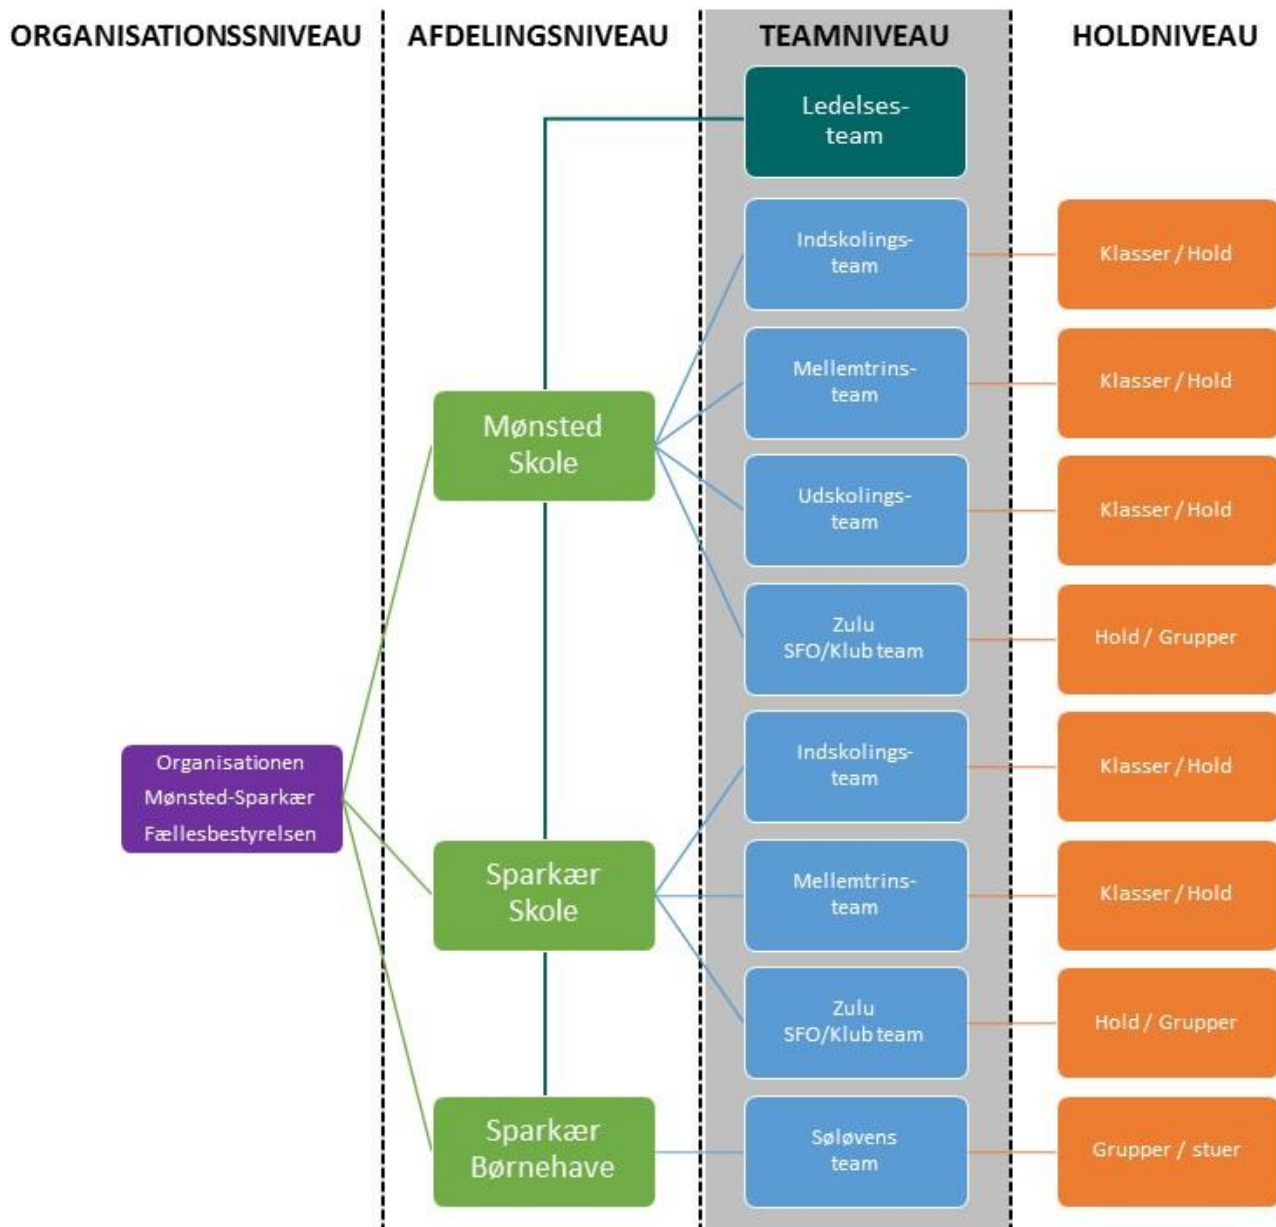 ORGANISATIONSSNIVEAU
AFDELINGSNIVEAU
TEAMNIVEAU
HOLDNIVEAU
Organisationen
Mønsted-Sparkær
Fællesbestyrelsen
Mønsted
Skole
Sparkær
Skole
Sparkær
Børnehave
Ledelses-
team
Indskolings-
team
Mellemtrins-
team
Udskolings-
team
Zulu
SFO/Klub team
Indskolings-
team
Mellemtrins-
team
Zulu
SFO/Klub team
Søløvens
team
Klasser / Hold
Klasser / Hold
Klasser / Hold
Hold / Grupper
Klasser / Hold
Klasser / Hold
Hold / Grupper
Grupper / stuer